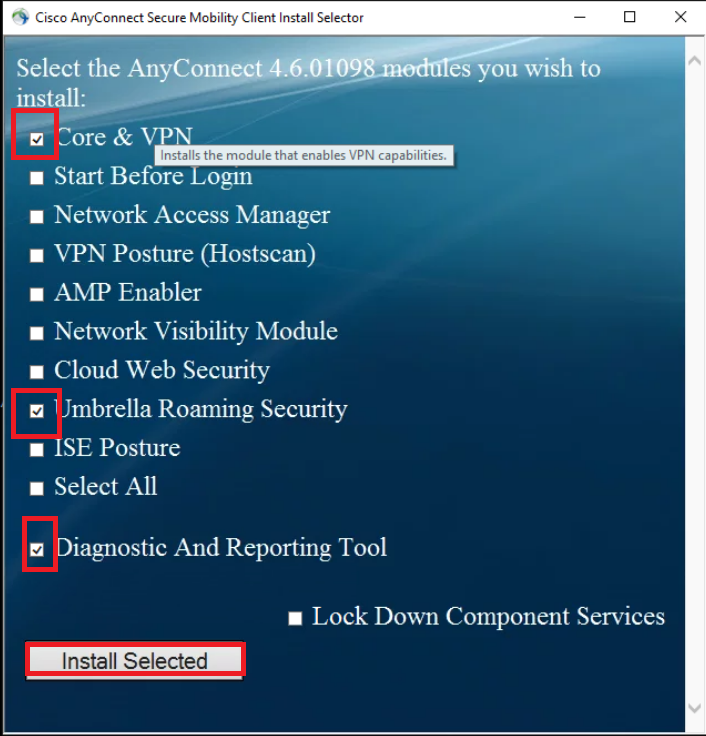 Cisco AnyConnect Secure Mobility Client Install Selector
Select the AnyConnect 4.6.01098 modules you wish to
install:
Core & VPN
Installs the module that enables VPN capabilities.
Start Before Login
Network Access Manager
VPN Posture (Hostscan)
AMP Enabler
Network Visibility Module
Cloud Web Security
Umbrella Roaming Security
ISE Posture
Select All
Diagnostic And Reporting Tool
Lock Down Component Services
Install Selected